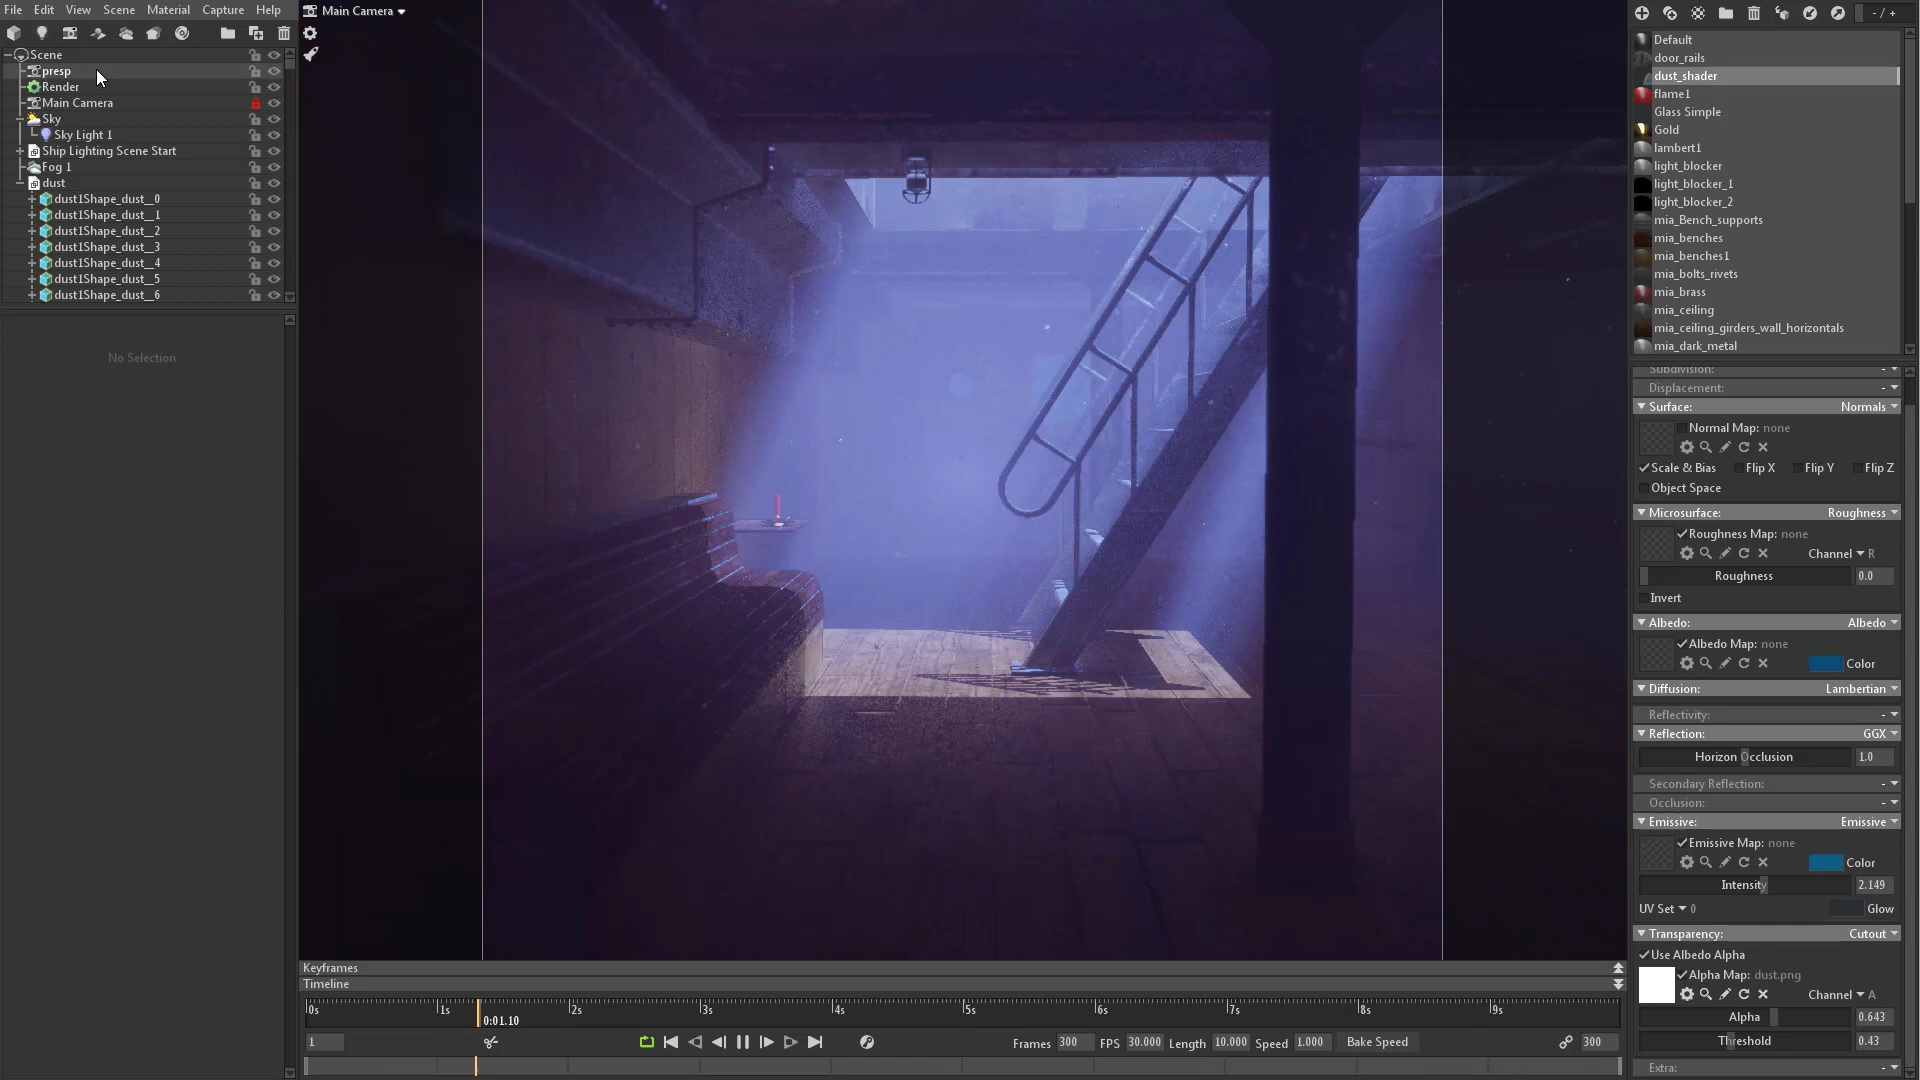 File Edit View Scene Material Capture Help
Main Camera
- / +
Scene
presp
Render
Main Camera
Sky
Sky Light 1
Ship Lighting Scene Start
Fog 1
dust
dust1Shape_dust__0
dust1Shape_dust__1
dust1Shape_dust__2
dust1Shape_dust__3
dust1Shape_dust__4
dust1Shape_dust__5
dust1Shape_dust__6
No Selection
Default
door_rails
dust_shader
flame1
Glass Simple
Gold
lambert1
light_blocker
light_blocker_1
light_blocker_2
mia_Bench_supports
mia_benches
mia_benches1
mia_bolts_rivets
mia_brass
mia_ceiling
mia_ceiling_girders_wall_horizontals
mia_dark_metal
Subdivision: -
Displacement: -
Surface: Normals
Normal Map: none
Scale & Bias Flip X Flip Y Flip Z
Object Space
Microsurface: Roughness
Roughness Map: none
Channel R
Roughness 0.0
Invert
Albedo: Albedo
Albedo Map: none
Color
Diffusion: Lambertian
Reflectivity: -
Reflection: GGX
Horizon Occlusion 1.0
Secondary Reflection: -
Occlusion: -
Emissive: Emissive
Emissive Map: none
Color
Intensity 2.149
UV Set 0 Glow
Transparency: Cutout
Use Albedo Alpha
Alpha Map: dust.png
Channel A
Alpha 0.643
Threshold 0.43
Extra: -
Keyframes
Timeline
0s 1s 2s 3s 4s 5s 6s 7s 8s 9s
0:01.10
1 Frames 300 FPS 30.000 Length 10.000 Speed 1.000 Bake Speed 300